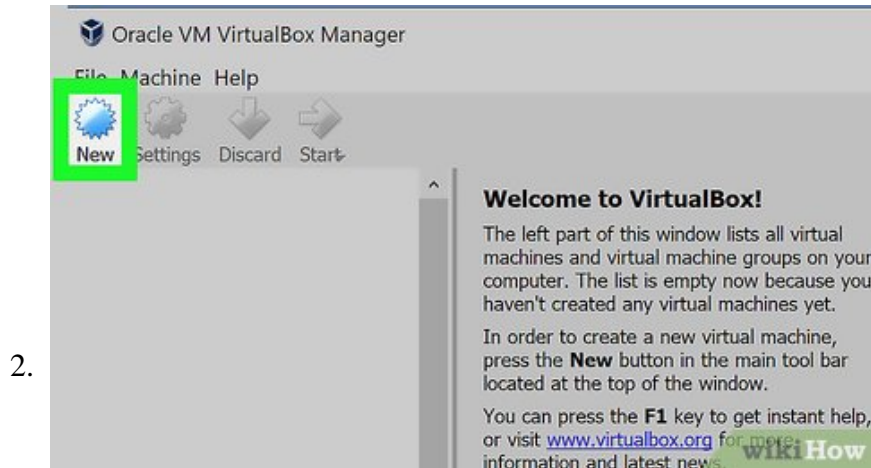 Oracle VM VirtualBox Manager
File Machine Help
New Settings Discard Start
Welcome to VirtualBox!
The left part of this window lists all virtual
machines and virtual machine groups on your
computer. The list is empty now because you
haven't created any virtual machines yet.
In order to create a new virtual machine,
2.
press the New button in the main tool bar
located at the top of the window.
You can press the F1 key to get instant help,
or visit www.virtualbox.org for more
information and latest news.
wikiHow